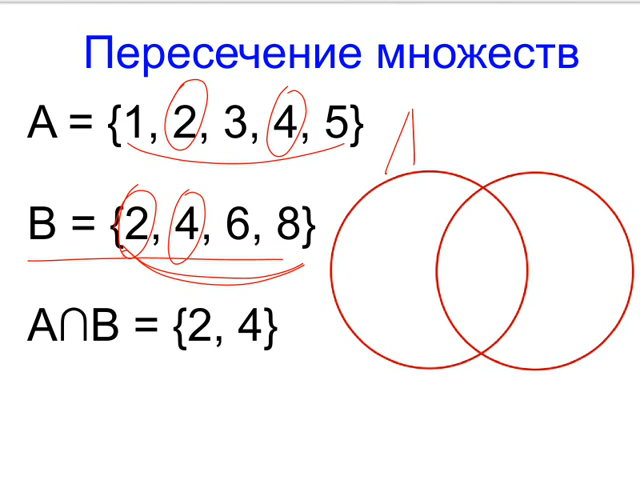 Пересечение множеств
A = {1, 2, 3, 4, 5}
B = {2, 4, 6, 8}
A∩B = {2, 4}